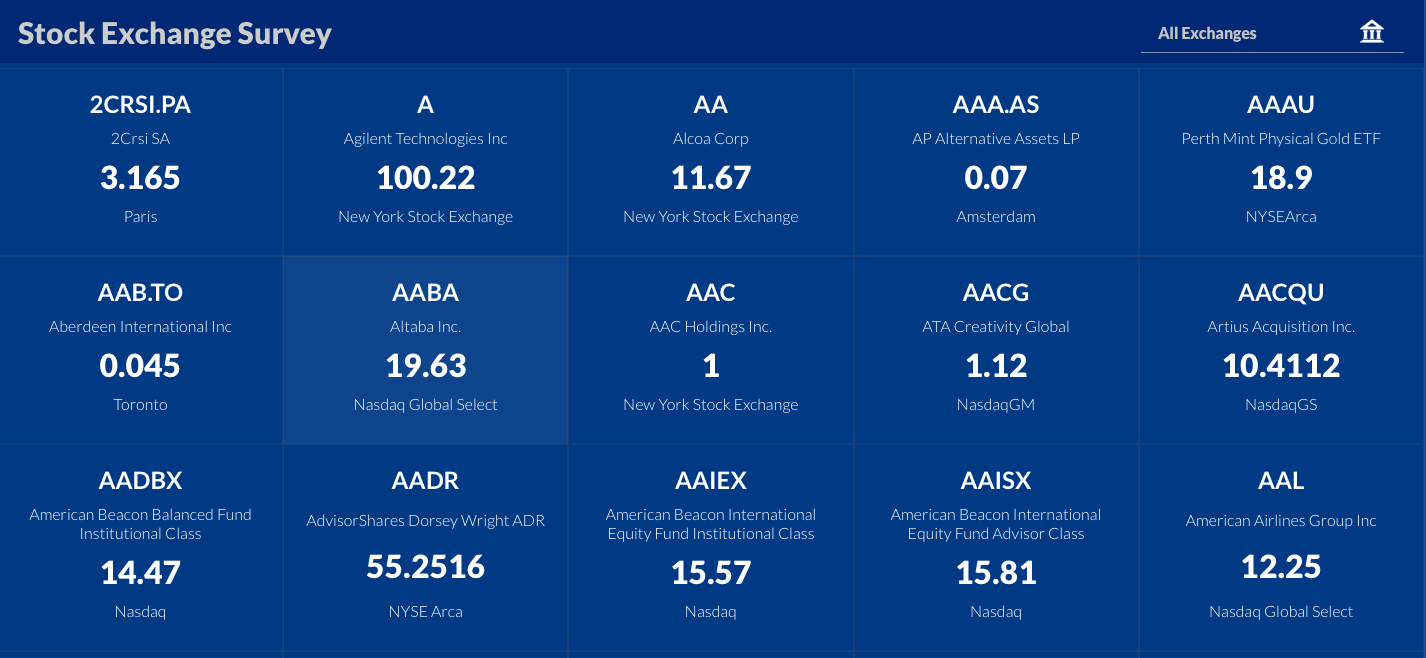 Stock Exchange Survey
All Exchanges
2CRSI.PA
2Crsi SA
3.165
Paris
A
Agilent Technologies Inc
100.22
New York Stock Exchange
AA
Alcoa Corp
11.67
New York Stock Exchange
AAA.AS
AP Alternative Assets LP
0.07
Amsterdam
AAAU
Perth Mint Physical Gold ETF
18.9
NYSEArca
AAB.TO
Aberdeen International Inc
0.045
Toronto
AABA
Altaba Inc.
19.63
Nasdaq Global Select
AAC
AAC Holdings Inc.
1
New York Stock Exchange
AACG
ATA Creativity Global
1.12
NasdaqGM
AACQU
Artius Acquisition Inc.
10.4112
NasdaqGS
AADBX
American Beacon Balanced Fund
Institutional Class
14.47
Nasdaq
AADR
AdvisorShares Dorsey Wright ADR
55.2516
NYSE Arca
AAIEX
American Beacon International
Equity Fund Institutional Class
15.57
Nasdaq
AAISX
American Beacon International
Equity Fund Advisor Class
15.81
Nasdaq
AAL
American Airlines Group Inc
12.25
Nasdaq Global Select